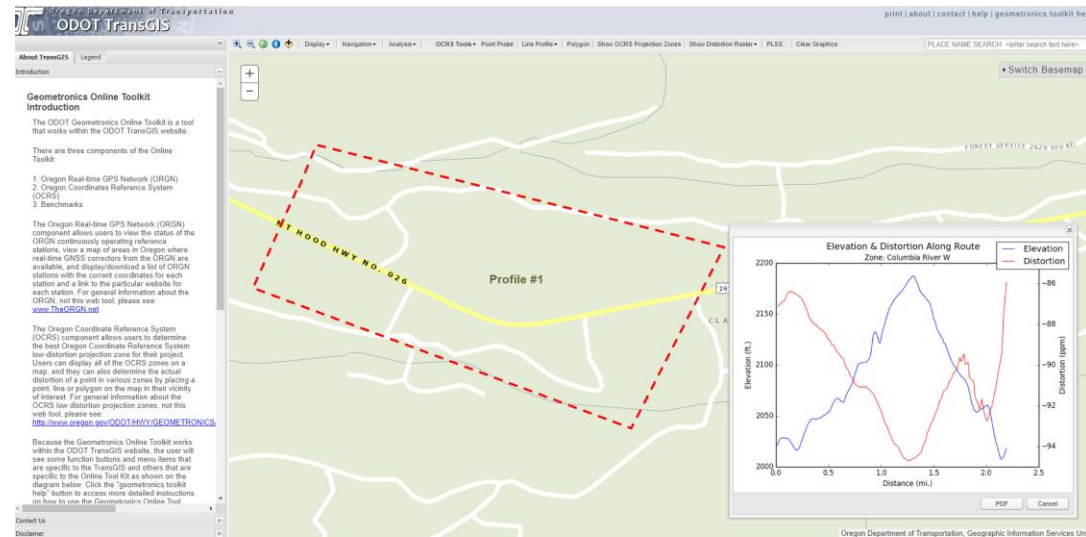 Oregon Department of Transportation
ODOT TransGIS
print | about | contact | help | geometronics toolkit he
Display
Navigation
Analysis
OCRS Tools
Point Probe
Line Profile
Polygon
Show OCRS Projection Zones
Show Distortion Raster
PLSS..
Clear Graphics
PLACE NAME SEARCH: <enter search text here>
About TransGIS
Legend
Introduction
Geometronics Online Toolkit
Introduction
The ODOT Geometronics Online Toolkit is a tool
that works within the ODOT TransGIS website.
There are three components of the Online
Toolkit:
1. Oregon Real-time GPS Network (ORGN)
2. Oregon Coordinates Reference System
(OCRS)
3. Benchmarks
The Oregon Real-time GPS Network (ORGN)
component allows users to view the status of the
ORGN continuously operating reference
stations, view a map of areas in Oregon where
real-time GNSS correctors from the ORGN are
available, and display/download a list of ORGN
stations with the current coordinates for each
station and a link to the particular website for
each station. For general information about the
ORGN, not this web tool, please see:
www.TheORGN.net
The Oregon Coordinate Reference System
(OCRS) component allows users to determine
the best Oregon Coordinate Reference System
low-distortion projection zone for their project.
Users can display all of the OCRS zones on a
map, and they can also determine the actual
distortion of a point in various zones by placing a
point, line or polygon on the map in their vicinity
of interest. For general information about the
OCRS low distortion projection zones, not this
web tool, please see:
http://www.oregon.gov/ODOT/HWY/GEOMETRONICS
Because the Geometronics Online Toolkit works
within the ODOT TransGIS website, the user will
see some function buttons and menu items that
are specific to the TransGIS and others that are
specific to the Online Tool Kit as shown on the
diagram below. Click the "geometronics toolkit
help" button to access more detailed instructions
on how to use the Geometronics Online Tool
Contact Us
Disclaimer
+
−
Switch Basemap
FOREST SERVICE 2629 909 RD
NT HOOD HWY NO. 026
Profile #1
26
CLA
Elevation & Distortion Along Route
Zone: Columbia River W
Elevation
Distortion
2200
2150
2100
2050
2000
Elevation (ft.)
−86
−88
−90
−92
−94
Distortion (ppm)
0.0
0.5
1.0
1.5
2.0
2.5
Distance (mi.)
PDF
Cancel
Oregon Department of Transportation, Geographic Information Services Un